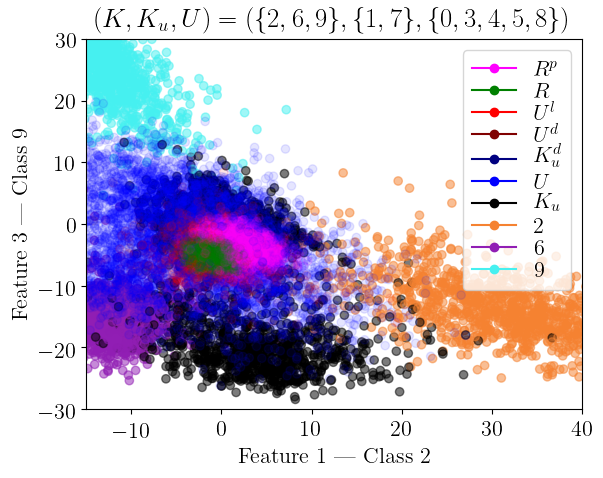 (K, K_u, U) = ({2, 6, 9}, {1, 7}, {0, 3, 4, 5, 8})
30
20
10
0
−10
−20
−30
Feature 3 — Class 9
R^p
R
U^l
U^d
K_u^d
U
K_u
2
6
9
−10
0
10
20
30
40
Feature 1 — Class 2